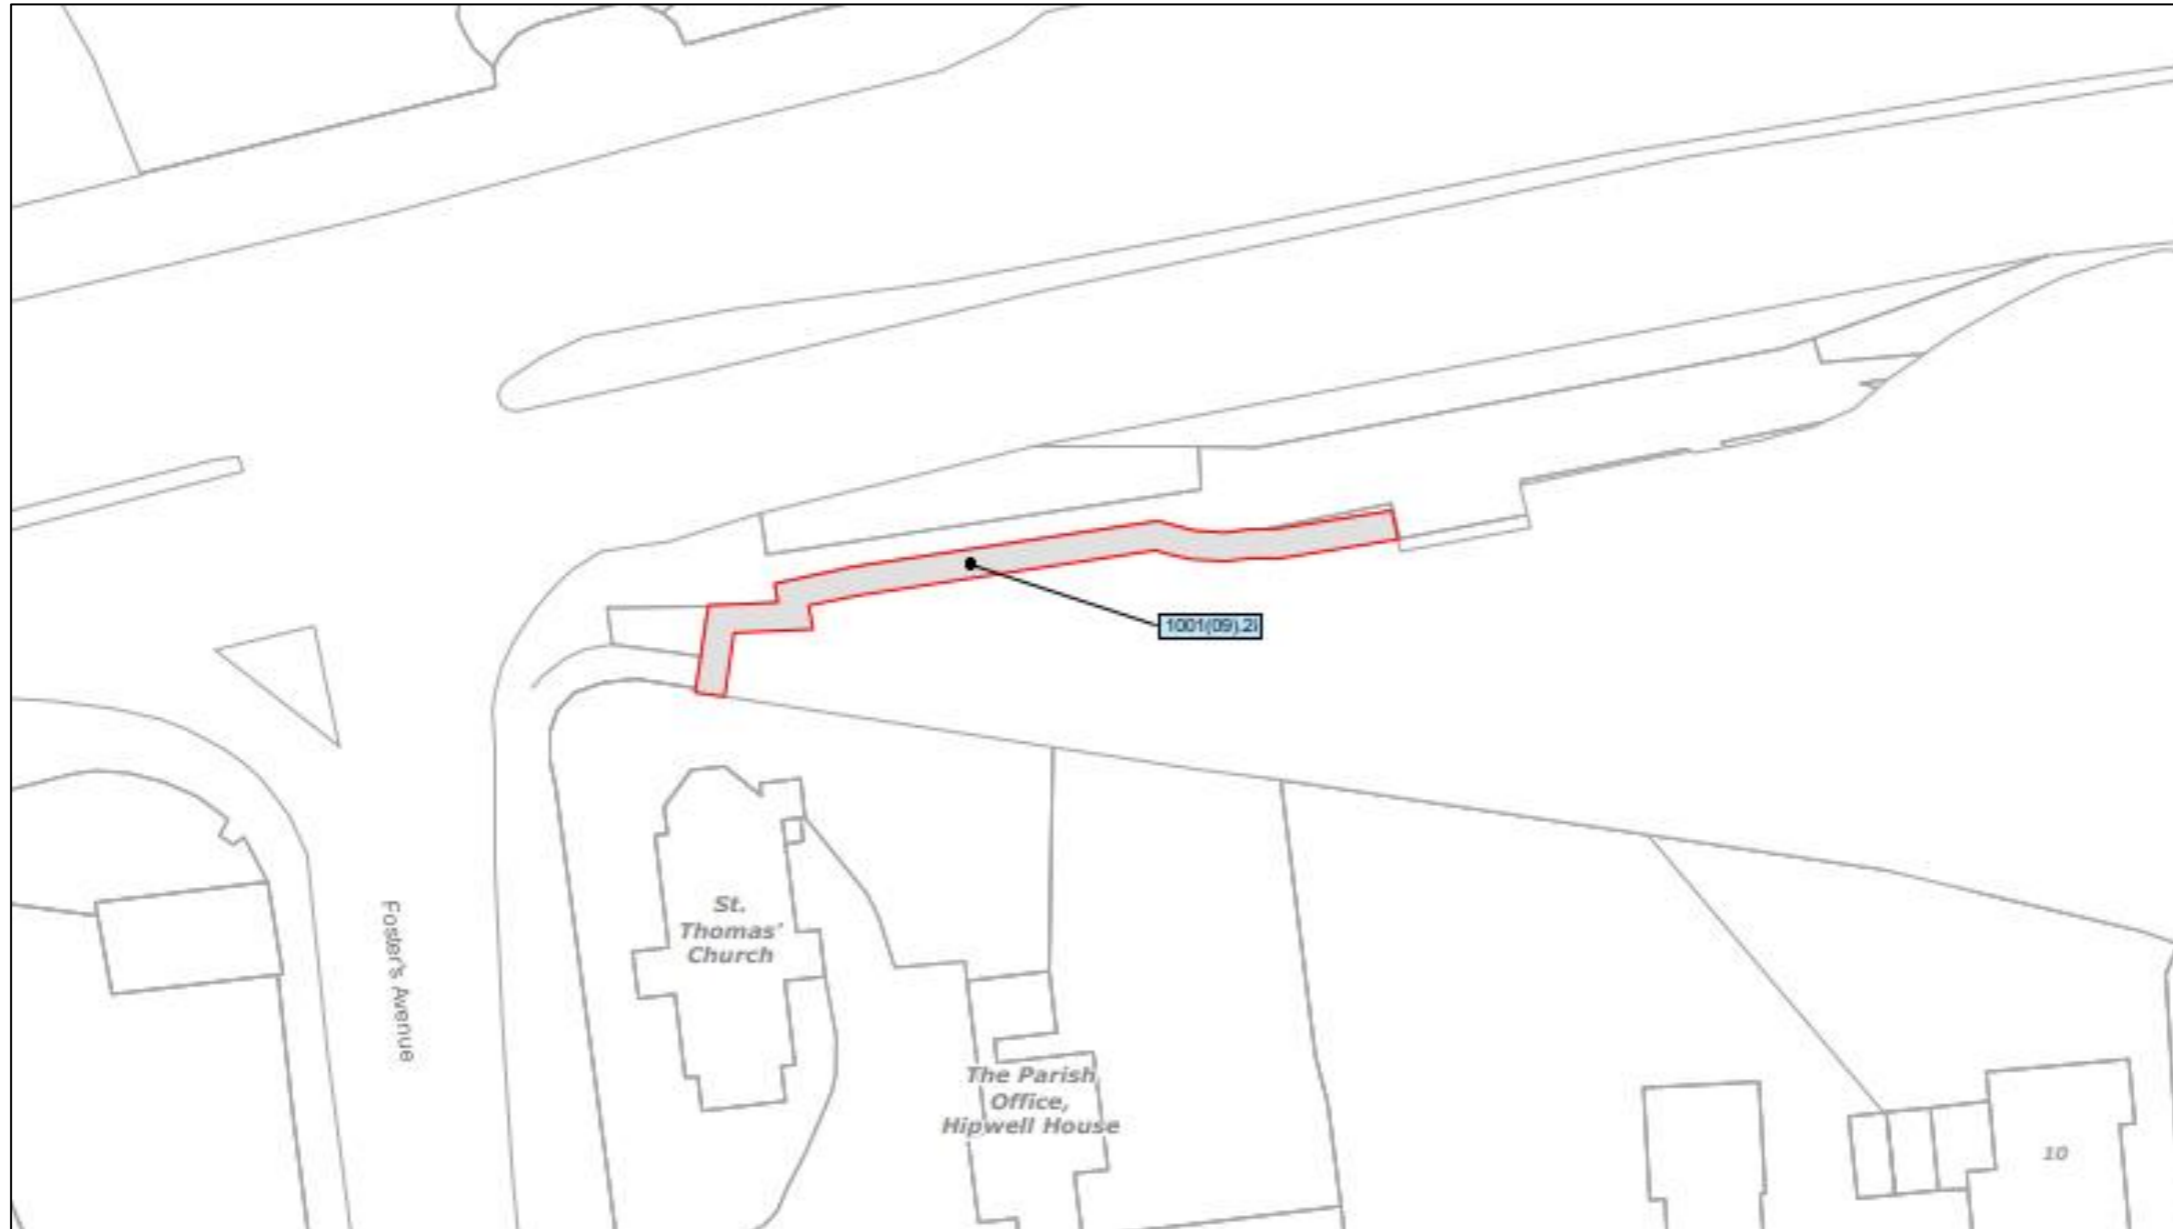 1001(09).2i
Foster's Avenue
St.
Thomas'
Church
The Parish
Office,
Hipwell House
10